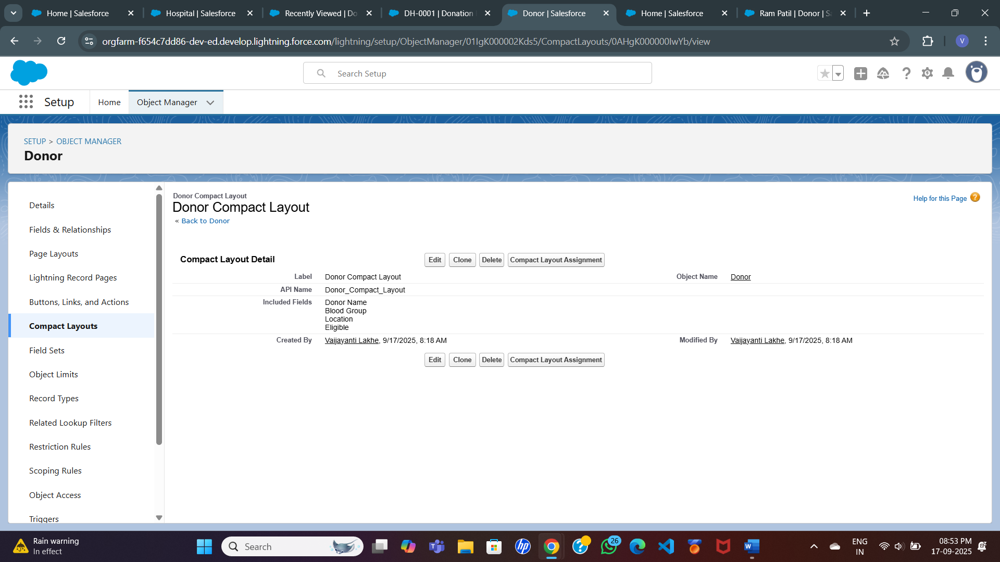 Home | Salesforce
Hospital | Salesforce
Recently Viewed | Do
DH-0001 | Donation
Donor | Salesforce
Home | Salesforce
Ram Patil | Donor | S
orgfarm-f654c7dd86-dev-ed.develop.lightning.force.com/lightning/setup/ObjectManager/01IgK000002Kds5/CompactLayouts/0AHgK000000IwYb/view
V
Search Setup
Setup
Home
Object Manager
SETUP > OBJECT MANAGER
Donor
Details
Fields & Relationships
Page Layouts
Lightning Record Pages
Buttons, Links, and Actions
Compact Layouts
Field Sets
Object Limits
Record Types
Related Lookup Filters
Restriction Rules
Scoping Rules
Object Access
Triggers
Donor Compact Layout
Donor Compact Layout
« Back to Donor
Help for this Page ?
Compact Layout Detail
Edit Clone Delete Compact Layout Assignment
Label Donor Compact Layout Object Name Donor
API Name Donor_Compact_Layout
Included Fields Donor Name
Blood Group
Location
Eligible
Created By Vaijayanti Lakhe, 9/17/2025, 8:18 AM Modified By Vaijayanti Lakhe, 9/17/2025, 8:18 AM
Edit Clone Delete Compact Layout Assignment
Rain warning
In effect
Search
26
ENG
IN
08:53 PM
17-09-2025